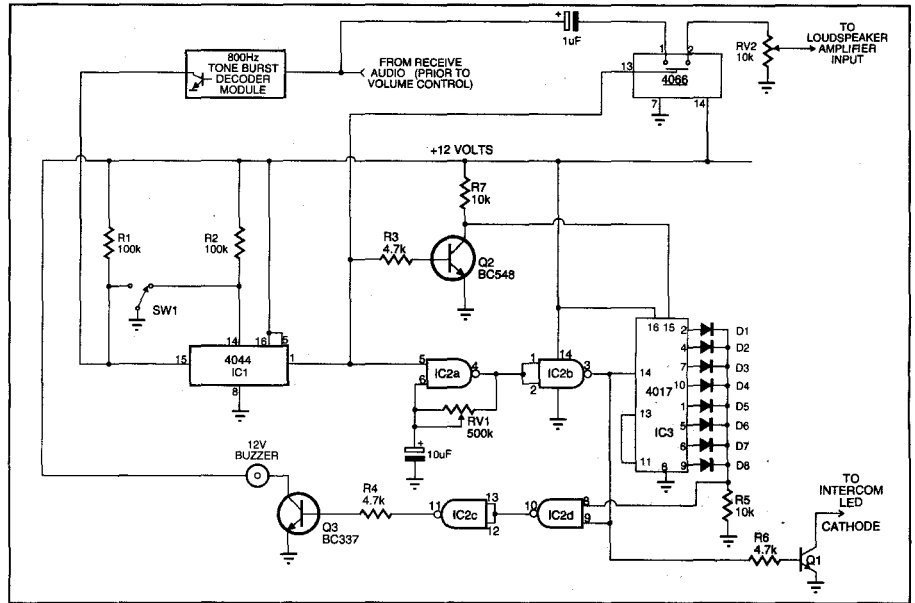 800Hz
TONE BURST
DECODER
MODULE
FROM RECEIVE
AUDIO (PRIOR TO
VOLUME CONTROL)
+
1uF
1
2
13
4066
7
14
RV2
10k
TO
LOUDSPEAKER
AMPLIFIER
INPUT
+12 VOLTS
R1
100k
R2
100k
SW1
R3
4.7k
R7
10k
Q2
BC548
14
16
5
15
4044
IC1
1
8
5
6
IC2a
4
RV1
500k
+
10uF
1
2
14
IC2b
3
16
15
14
4017
13
IC3
11
8
2
4
7
10
1
5
6
9
D1
D2
D3
D4
D5
D6
D7
D8
R5
10k
12V
BUZZER
Q3
BC337
R4
4.7k
11
IC2c
13
12
10
IC2d
8
9
R6
4.7k
Q1
TO
INTERCOM
LED
CATHODE